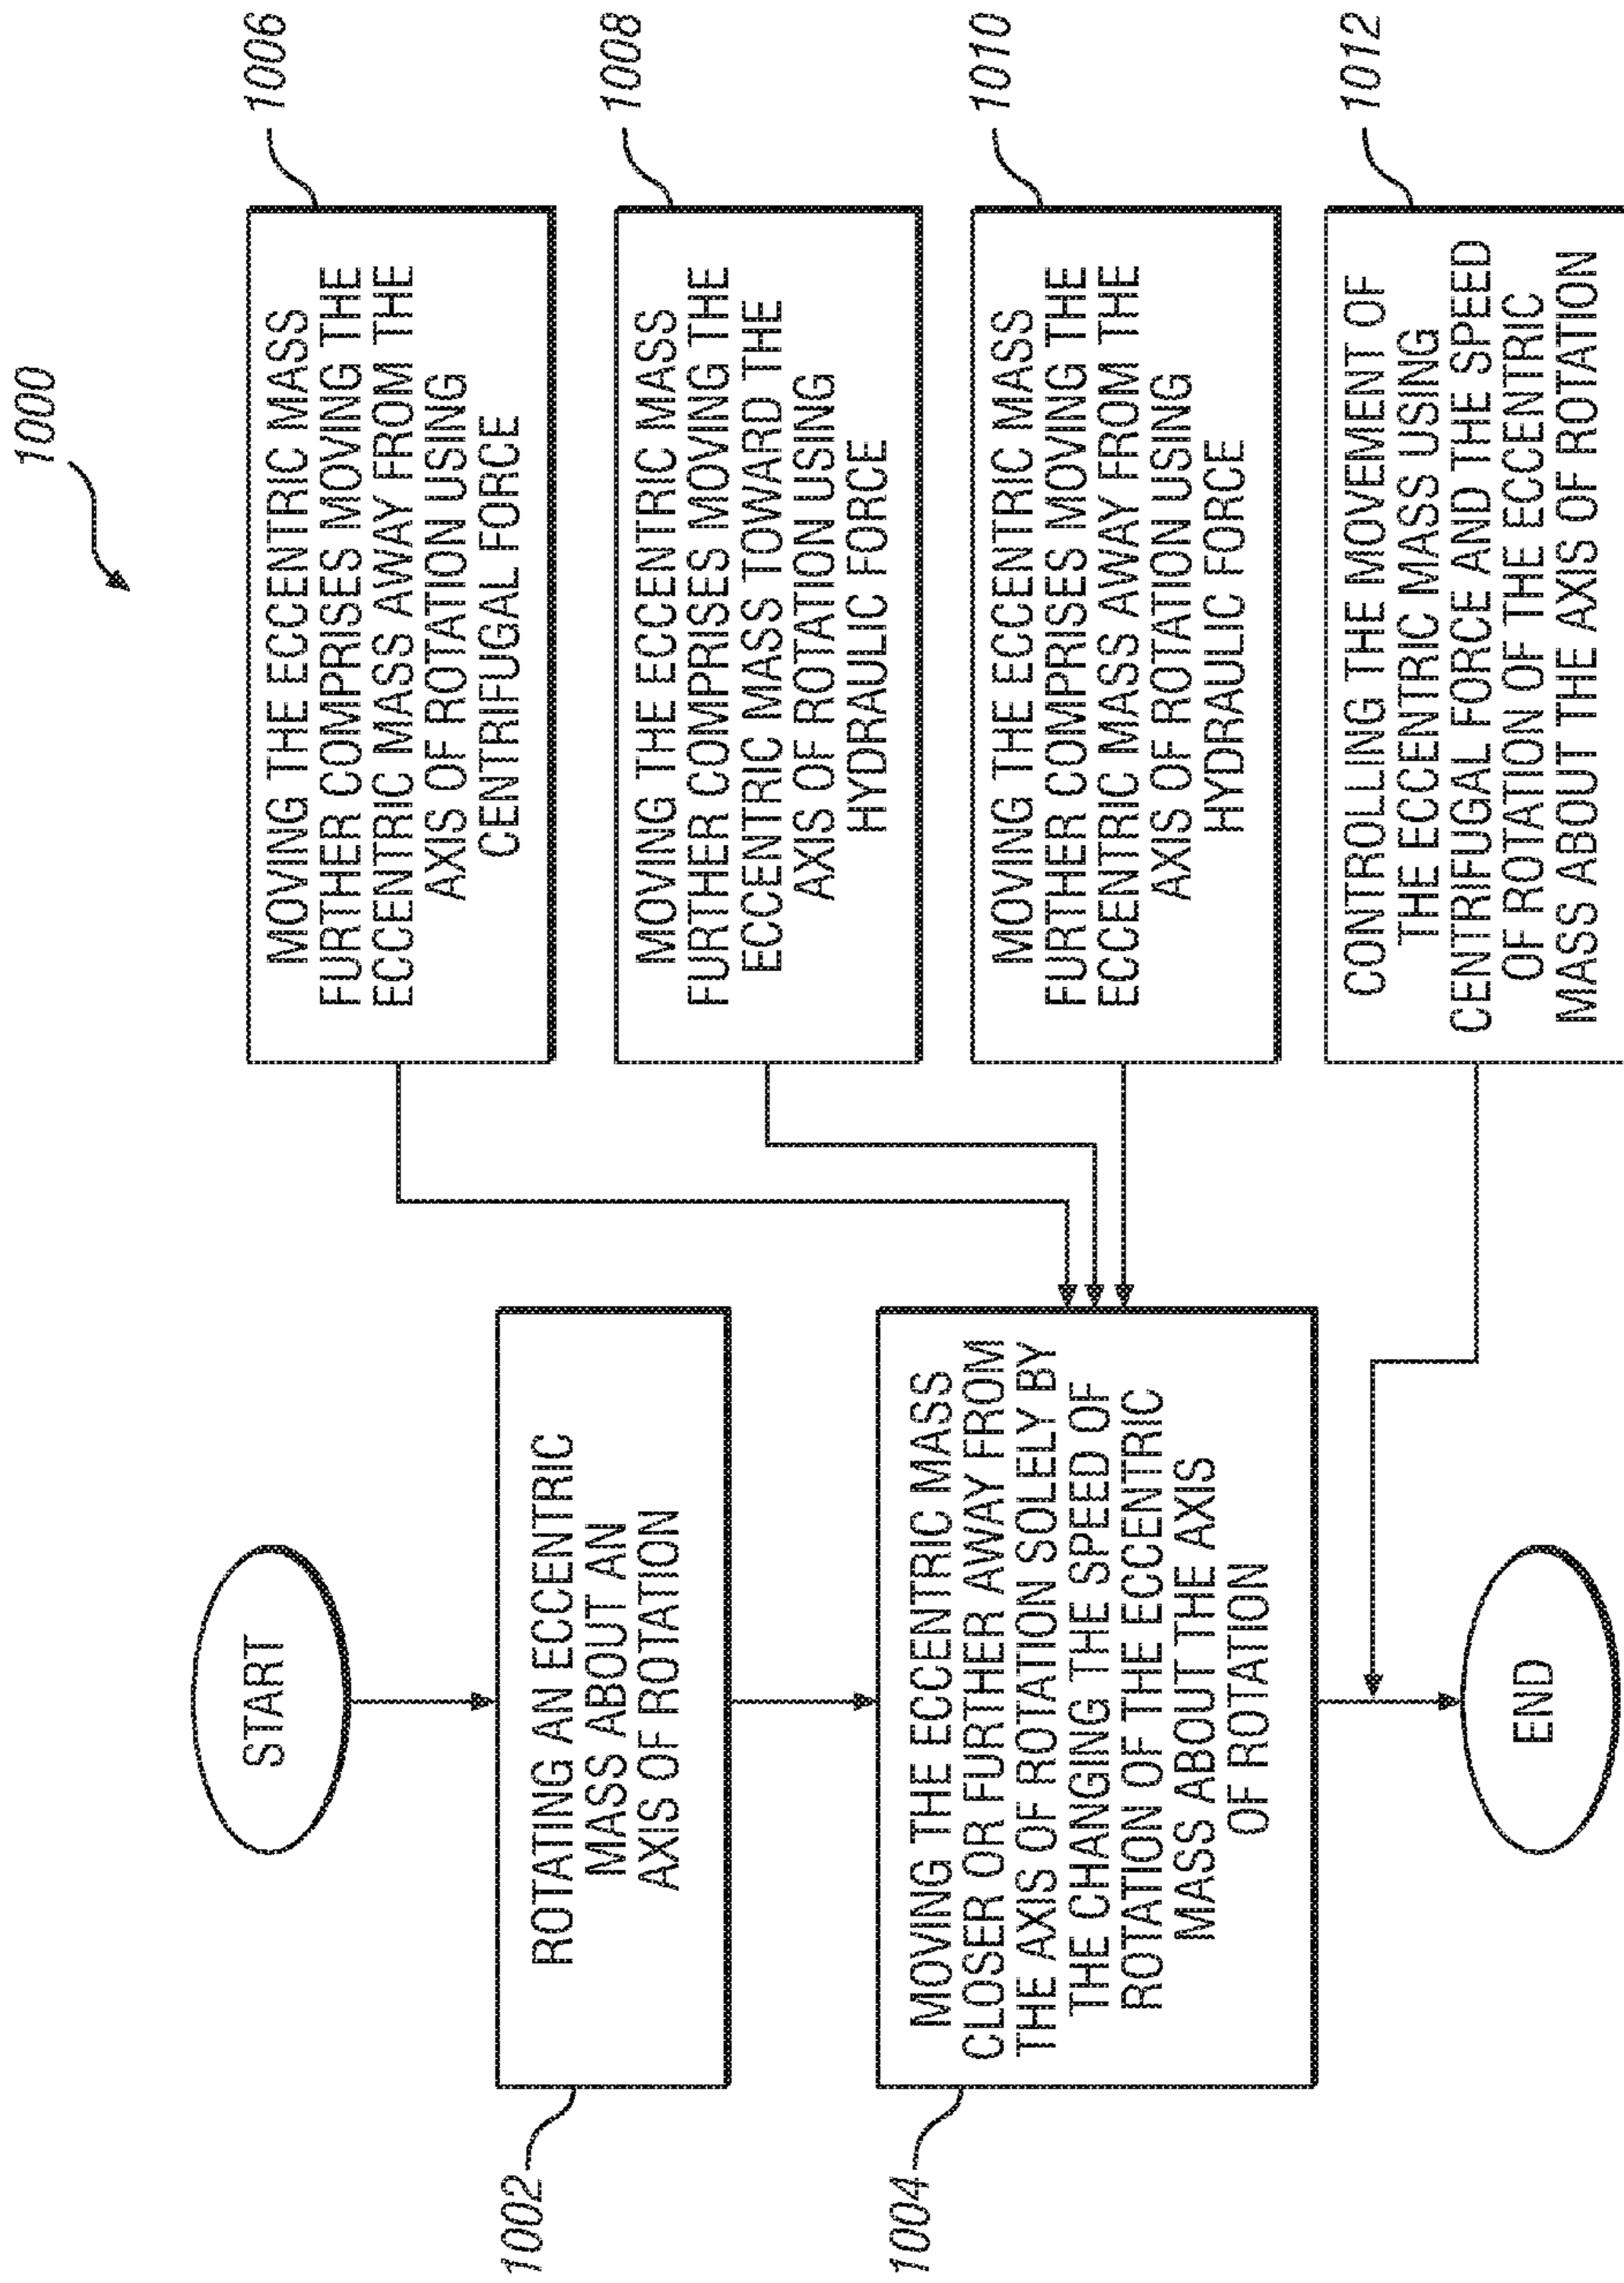 1000
START
1002
ROTATING AN ECCENTRIC
MASS ABOUT AN
AXIS OF ROTATION
1004
MOVING THE ECCENTRIC MASS
CLOSER OR FURTHER AWAY FROM
THE AXIS OF ROTATION SOLELY BY
THE CHANGING THE SPEED OF
ROTATION OF THE ECCENTRIC
MASS ABOUT THE AXIS
OF ROTATION
END
1006
MOVING THE ECCENTRIC MASS
FURTHER COMPRISES MOVING THE
ECCENTRIC MASS AWAY FROM THE
AXIS OF ROTATION USING
CENTRIFUGAL FORCE
1008
MOVING THE ECCENTRIC MASS
FURTHER COMPRISES MOVING THE
ECCENTRIC MASS TOWARD THE
AXIS OF ROTATION USING
HYDRAULIC FORCE
1010
MOVING THE ECCENTRIC MASS
FURTHER COMPRISES MOVING THE
ECCENTRIC MASS AWAY FROM THE
AXIS OF ROTATION USING
HYDRAULIC FORCE
1012
CONTROLLING THE MOVEMENT OF
THE ECCENTRIC MASS USING
CENTRIFUGAL FORCE AND THE SPEED
OF ROTATION OF THE ECCENTRIC
MASS ABOUT THE AXIS OF ROTATION